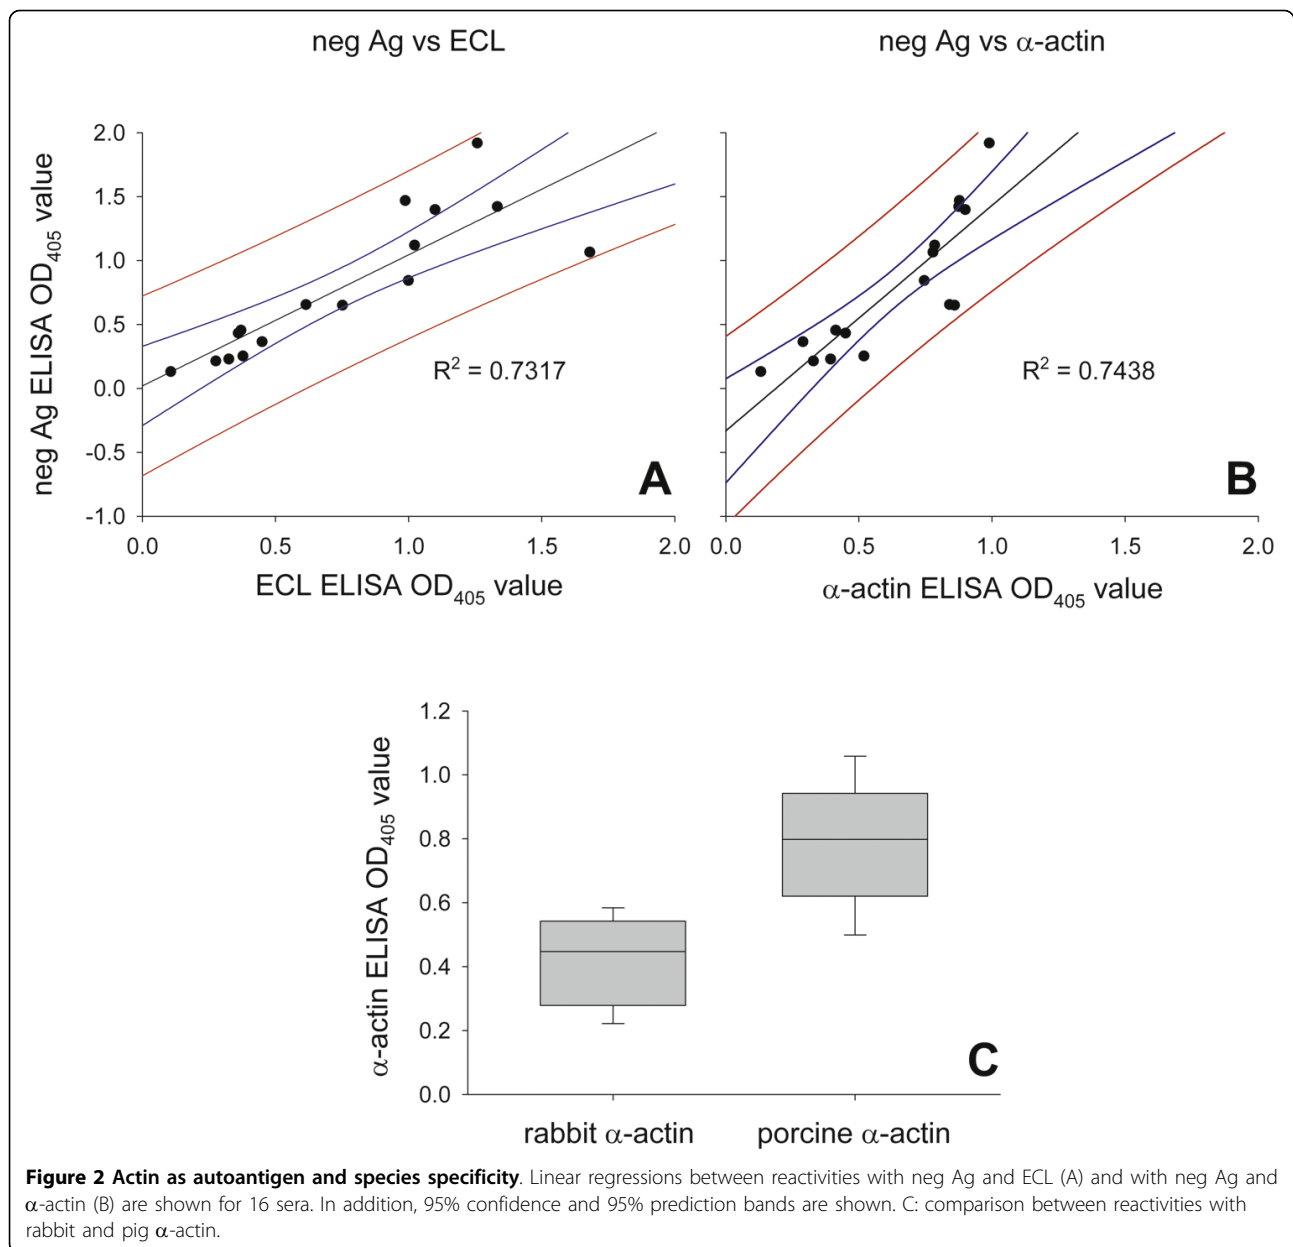 neg Ag vs ECL
neg Ag vs α-actin
neg Ag ELISA OD405 value
2.0
1.5
1.0
0.5
0.0
-0.5
-1.0
R2 = 0.7317
A
0.0 0.5 1.0 1.5 2.0
ECL ELISA OD405 value
R2 = 0.7438
B
0.0 0.5 1.0 1.5 2.0
α-actin ELISA OD405 value
α-actin ELISA OD405 value
1.2
1.0
0.8
0.6
0.4
0.2
0.0
C
rabbit α-actin porcine α-actin
Figure 2 Actin as autoantigen and species specificity. Linear regressions between reactivities with neg Ag and ECL (A) and with neg Ag and
α-actin (B) are shown for 16 sera. In addition, 95% confidence and 95% prediction bands are shown. C: comparison between reactivities with
rabbit and pig α-actin.